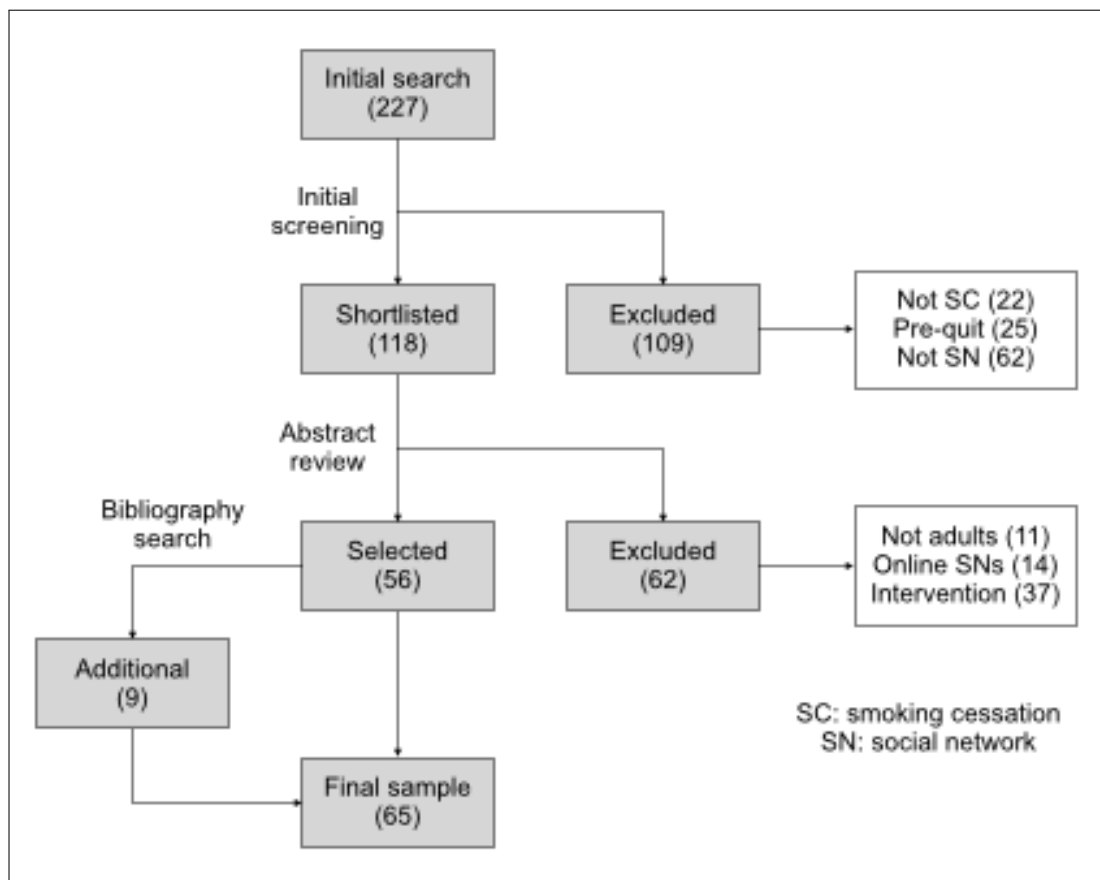 Initial search
(227)
Initial
screening
Shortlisted
(118)
Excluded
(109)
Not SC (22)
Pre-quit (25)
Not SN (62)
Abstract
review
Bibliography
search
Selected
(56)
Excluded
(62)
Not adults (11)
Online SNs (14)
Intervention (37)
Additional
(9)
SC: smoking cessation
SN: social network
Final sample
(65)